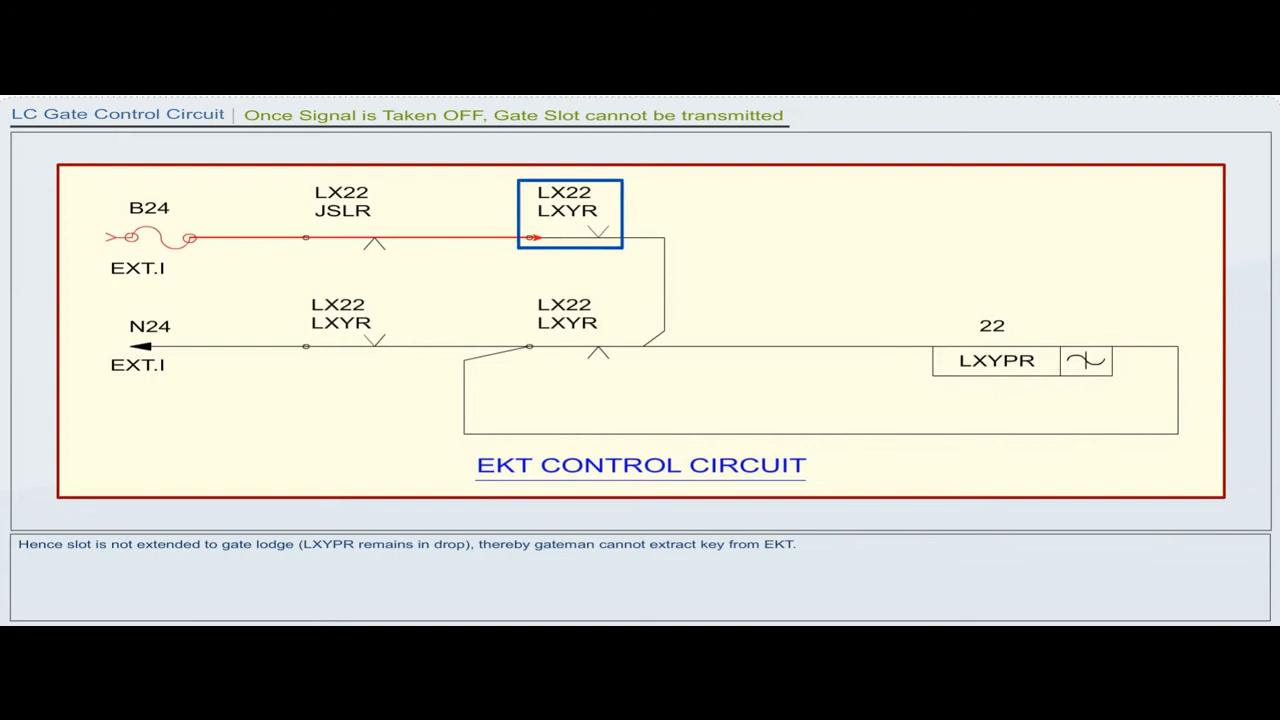 LC Gate Control Circuit | Once Signal is Taken OFF, Gate Slot cannot be transmitted
LX22 LX22
B24 JSLR LXYR
EXT.I
LX22 LX22
N24 LXYR LXYR 22
EXT.I LXYPR
EKT CONTROL CIRCUIT
Hence slot is not extended to gate lodge (LXYPR remains in drop), thereby gateman cannot extract key from EKT.